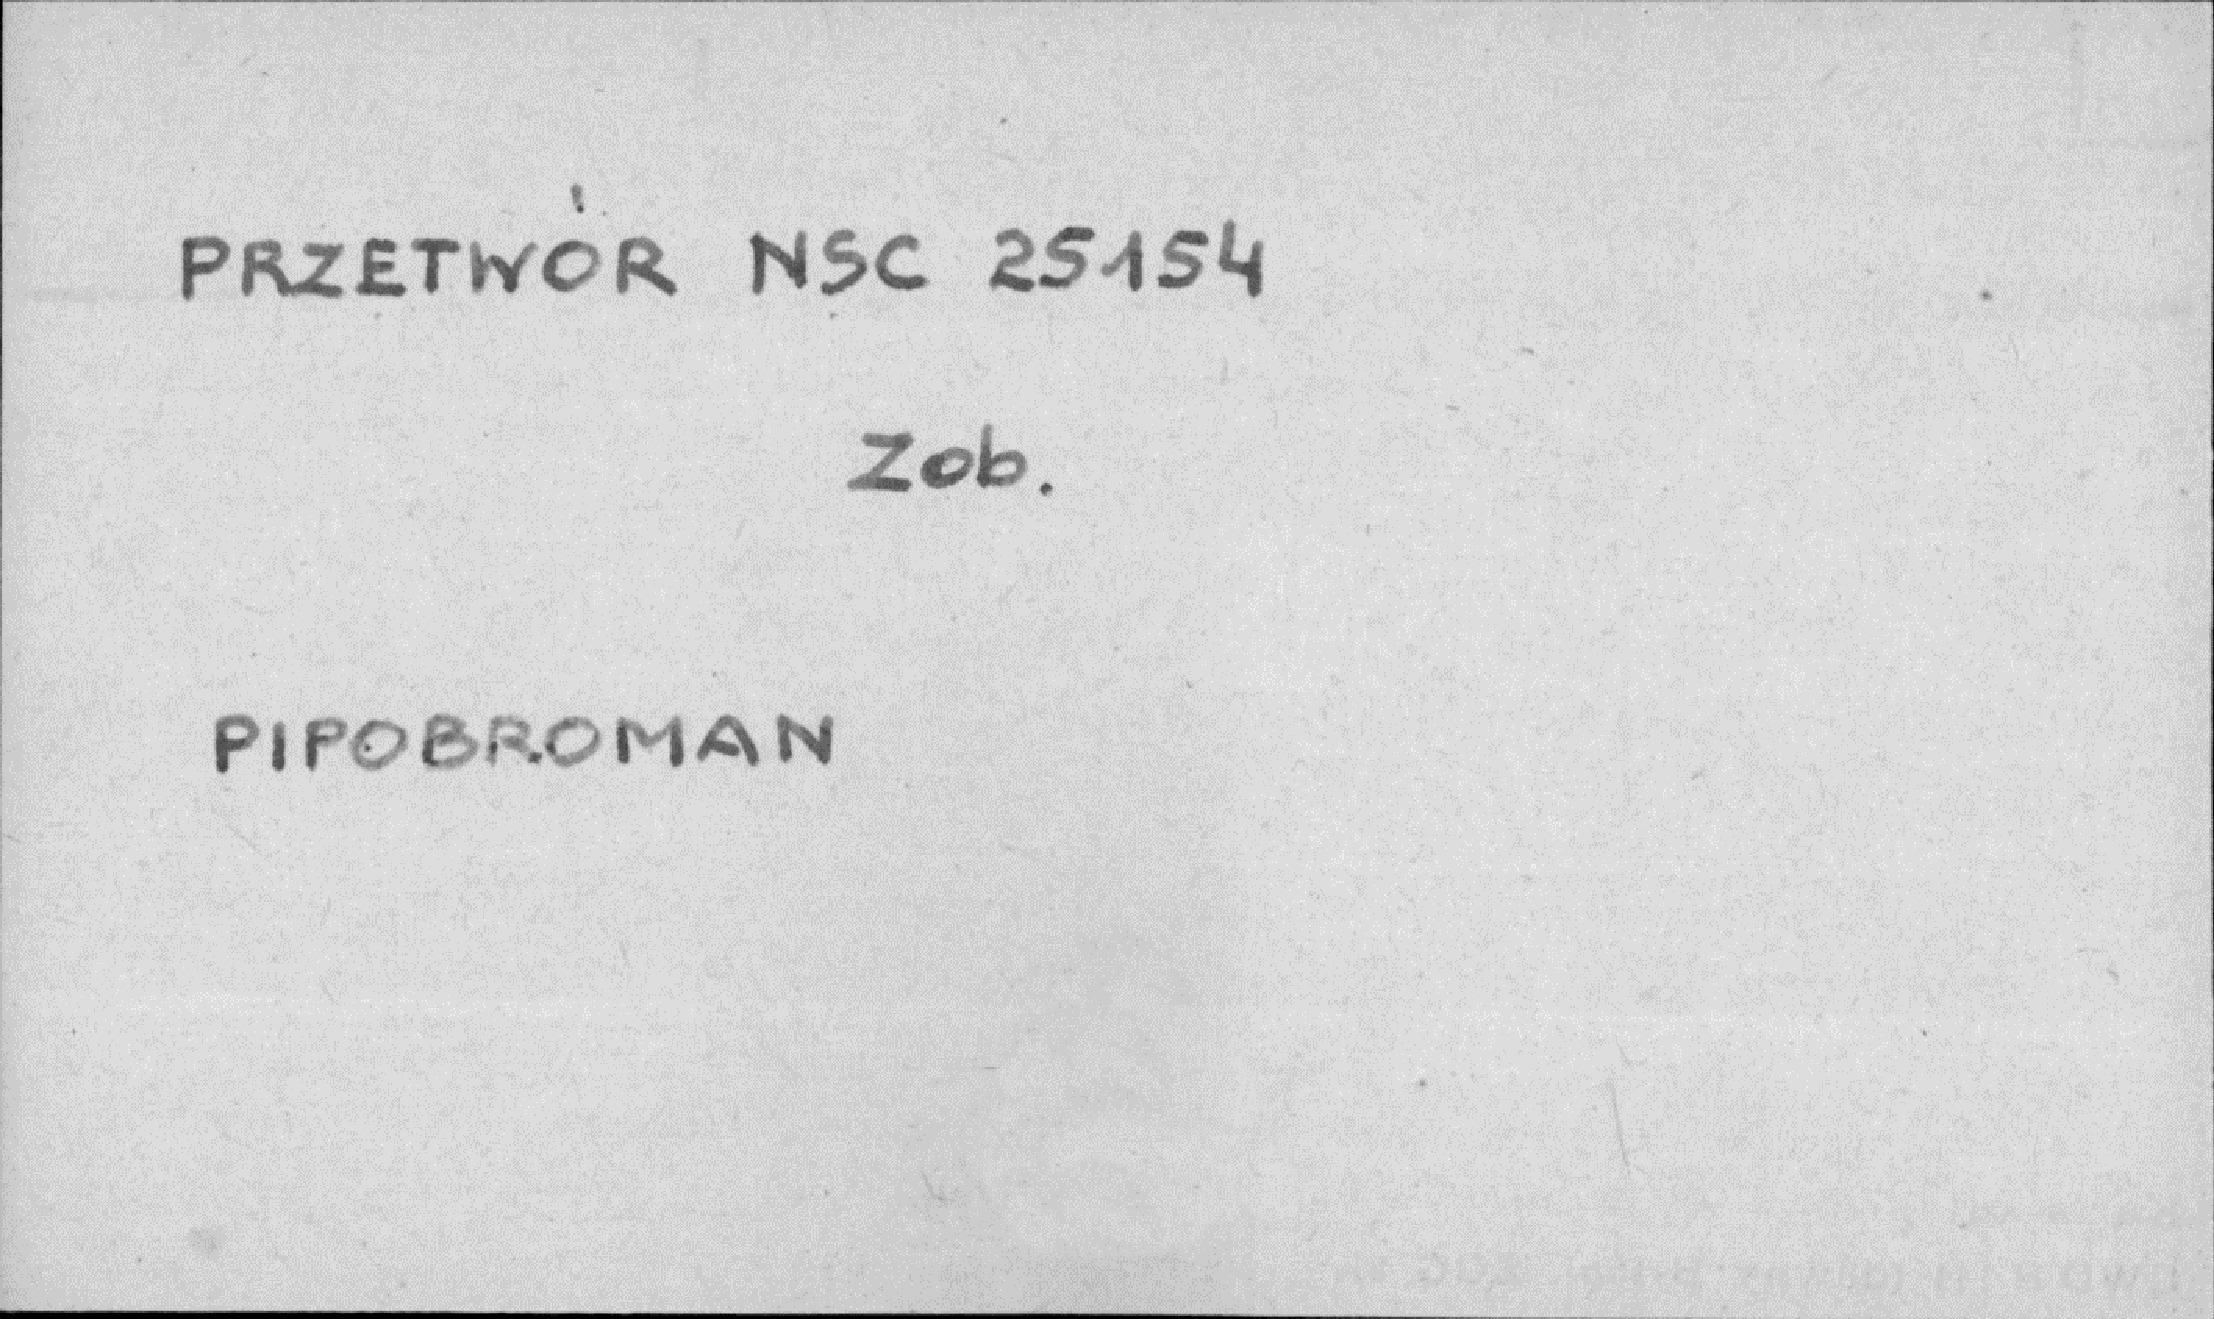 PRZETWÓR NSC 25154
Zob.
PIPOBROMAN